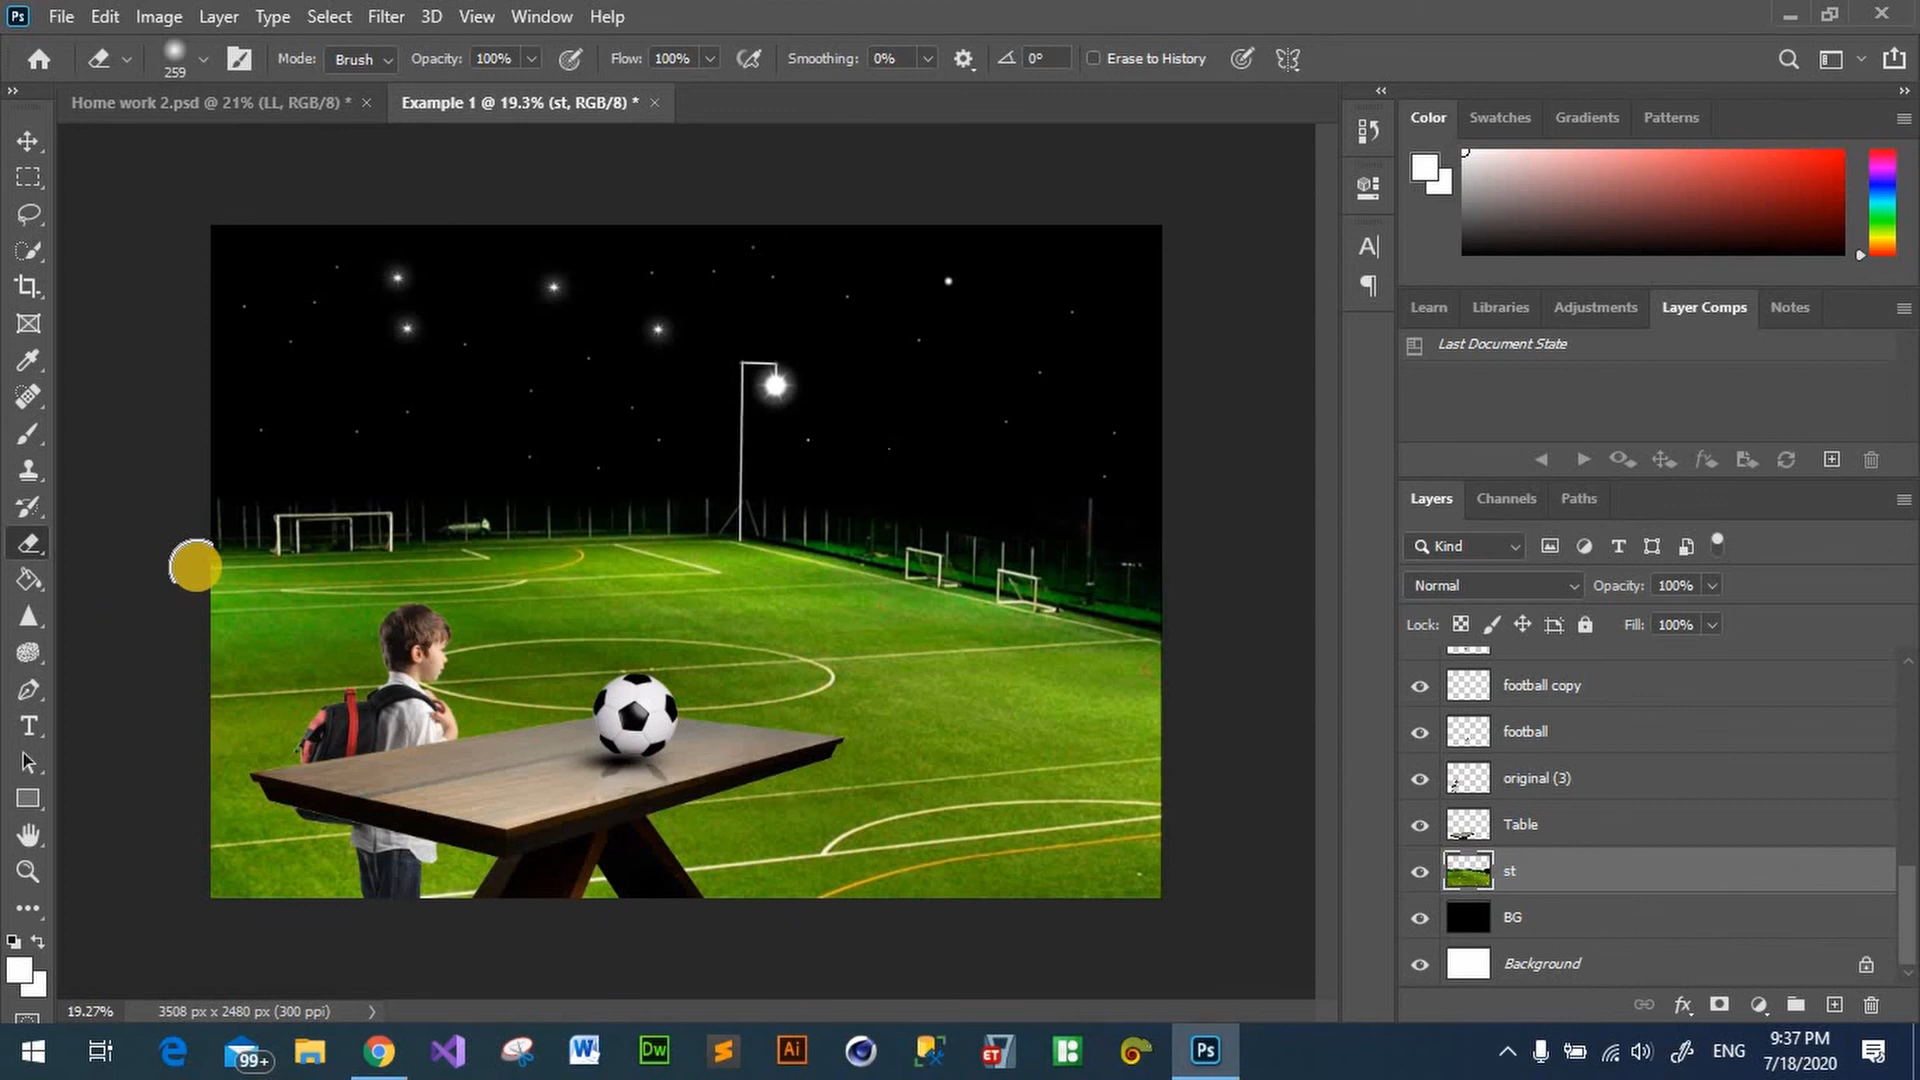 Ps File Edit Image Layer Type Select Filter 3D View Window Help
259 Mode: Brush Opacity: 100% Flow: 100% Smoothing: 0% 0° Erase to History
Home work 2.psd @ 21% (LL, RGB/8) * × Example 1 @ 19.3% (st, RGB/8) * ×
Color Swatches Gradients Patterns
Learn Libraries Adjustments Layer Comps Notes
Last Document State
Layers Channels Paths
Kind
Normal Opacity: 100%
Lock: Fill: 100%
football copy
football
original (3)
Table
st
BG
Background
19.27% 3508 px x 2480 px (300 ppi)
99+ Dw Ai ET Ps ENG 9:37 PM
7/18/2020